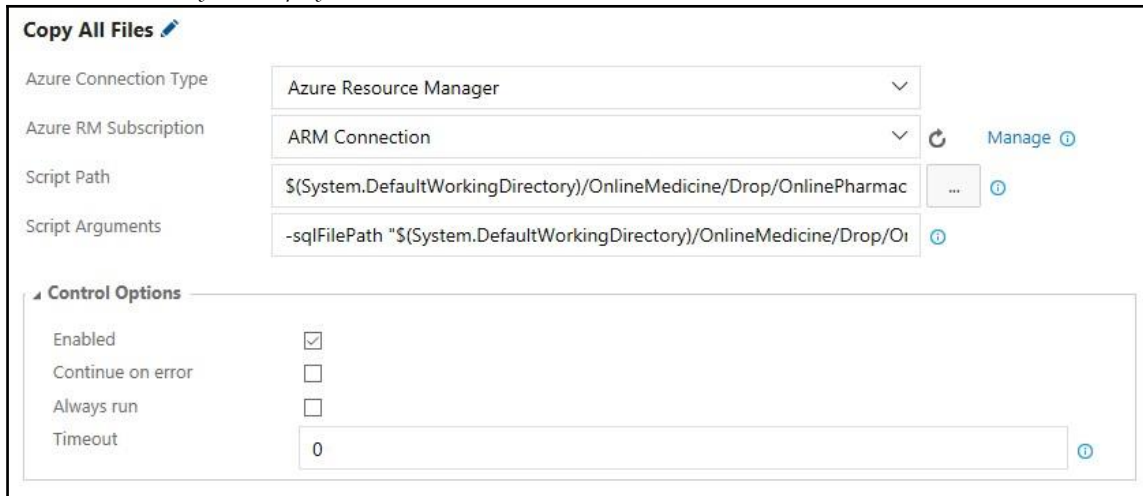 Copy All Files
Azure Connection Type
Azure Resource Manager
Azure RM Subscription
ARM Connection
Manage
Script Path
$(System.DefaultWorkingDirectory)/OnlineMedicine/Drop/OnlinePharmac
...
Script Arguments
-sqlFilePath "$(System.DefaultWorkingDirectory)/OnlineMedicine/Drop/Or
Control Options
Enabled
Continue on error
Always run
Timeout
0